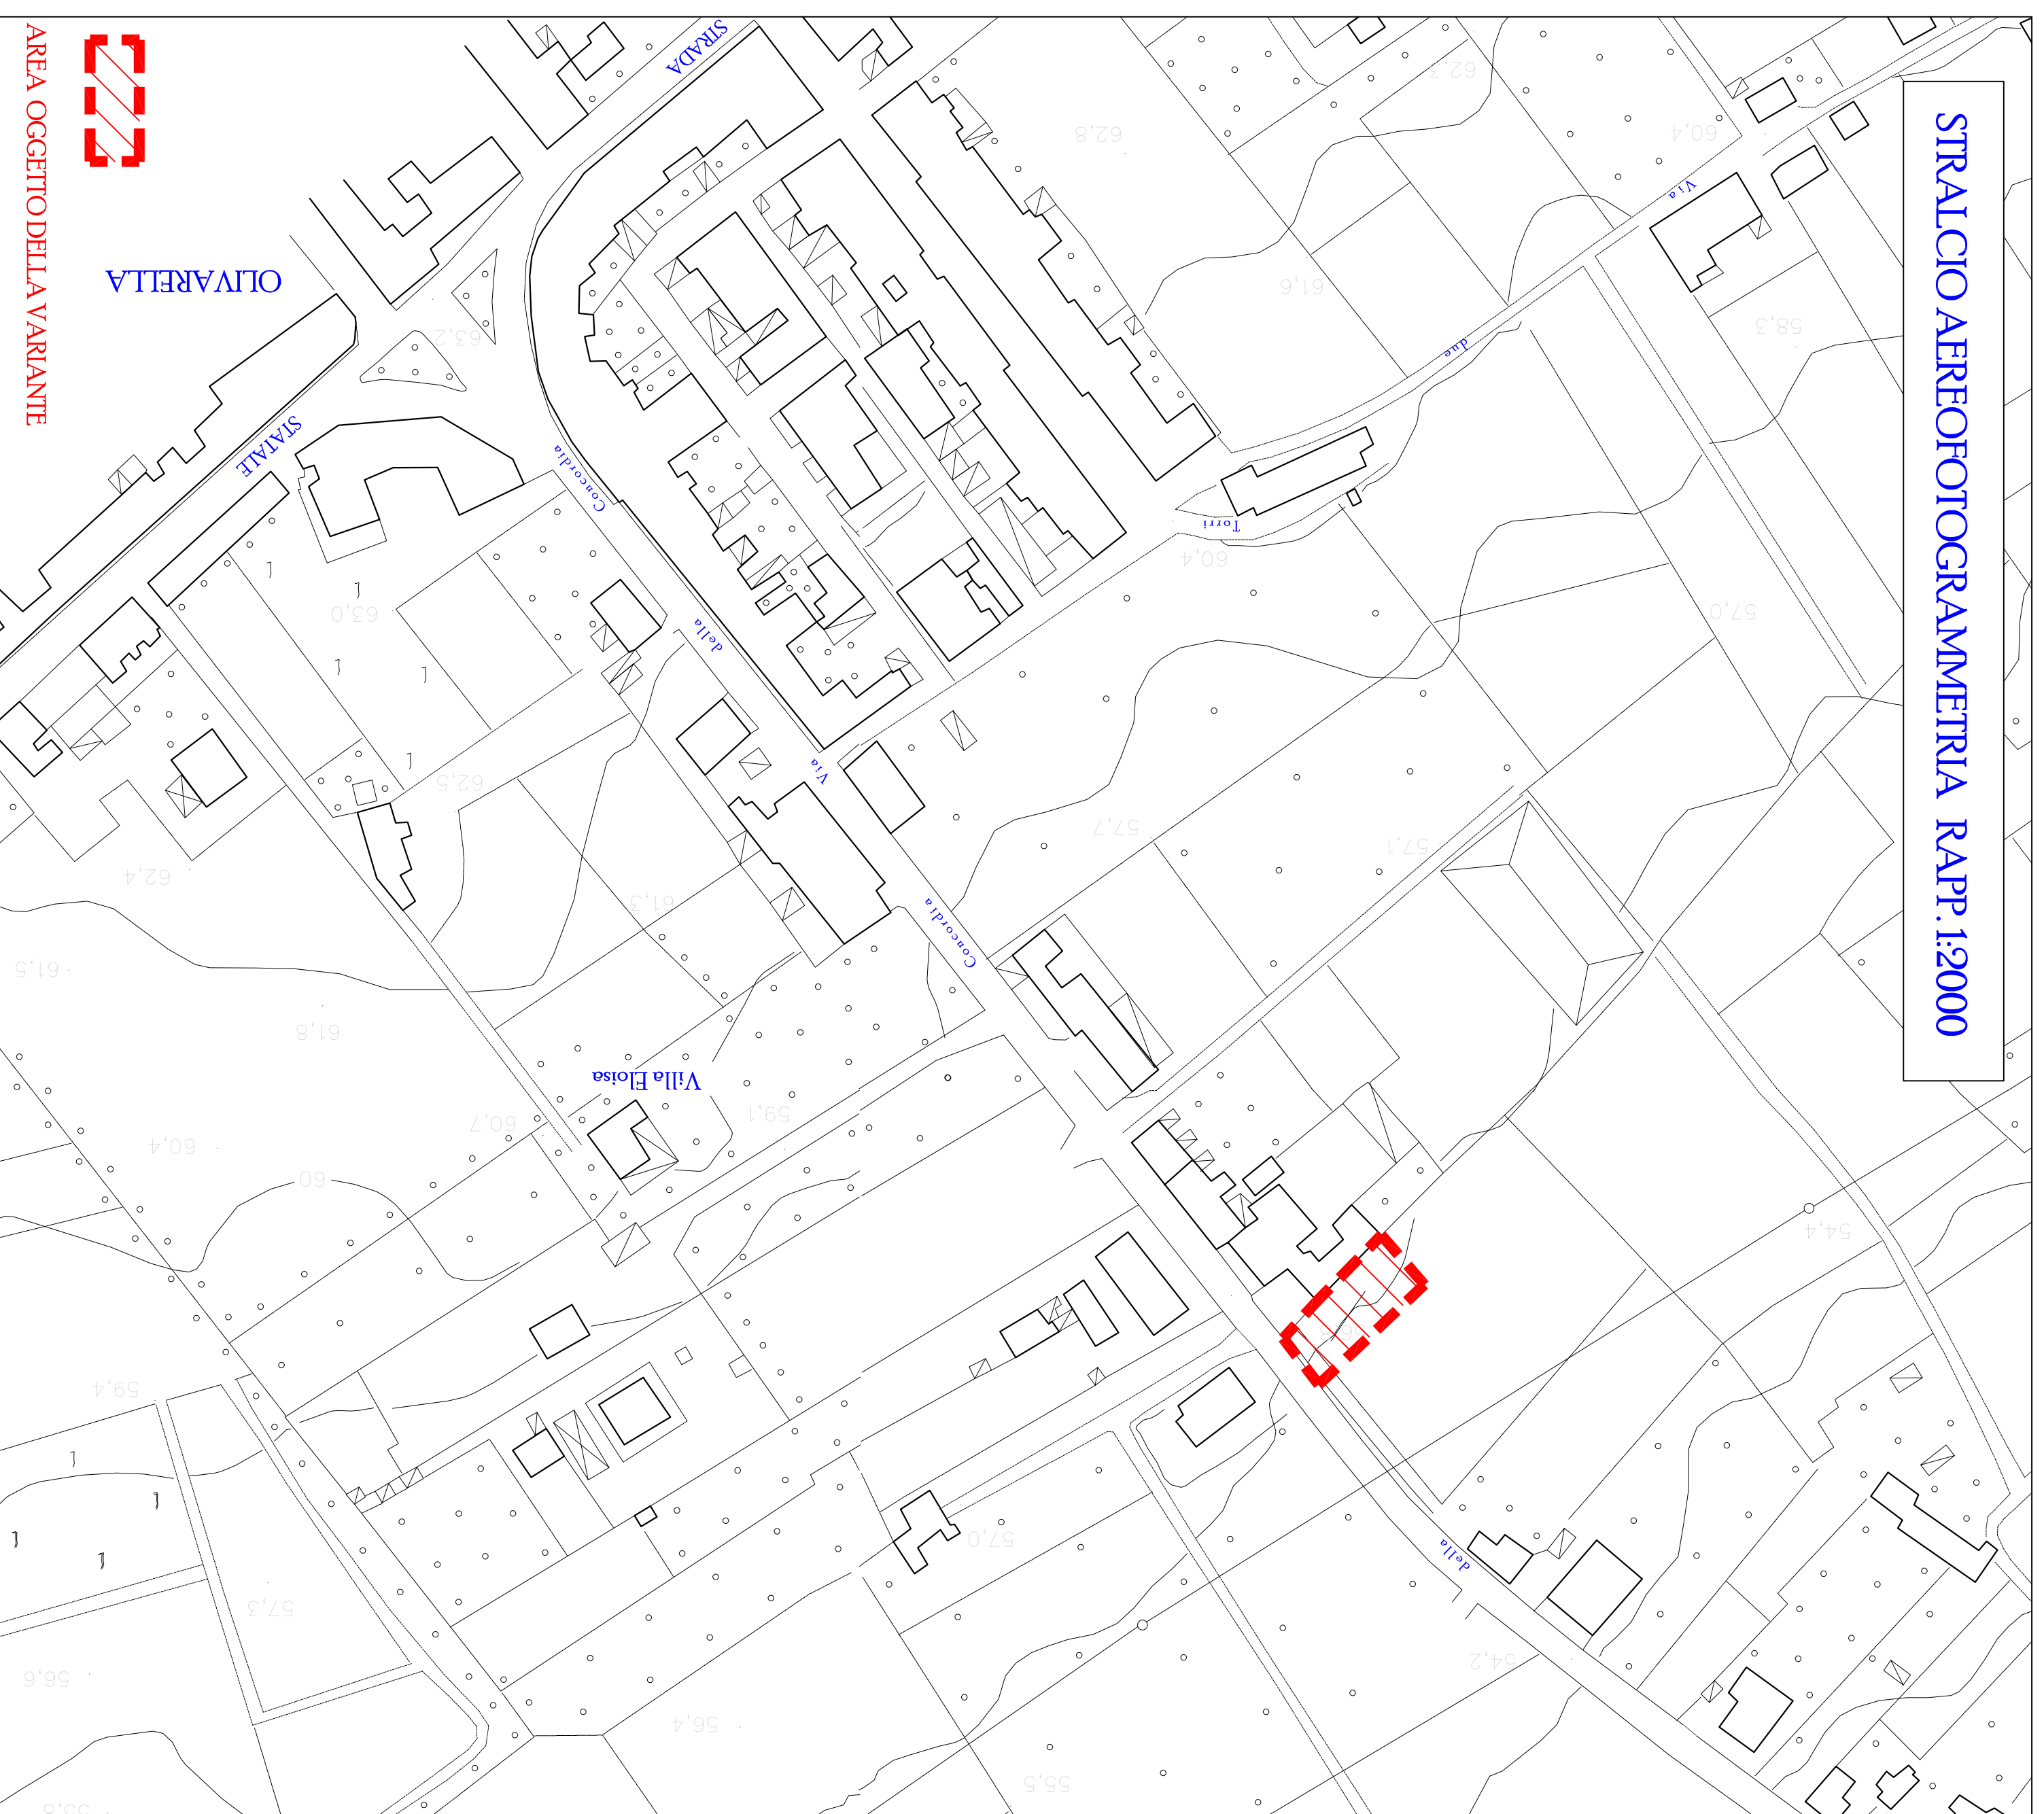 STRALCIO AEREOFOTOGRAMMETRIA RAPP. 1:2000
AREA OGGETTO DELLA VARIANTE
OLIVARELLA
STRADA
STATALE
Via
della
Concordia
Via
due
Torri
Concordia
della
Villa Eloisa
62,3
62,8
60,4
61,6
58,3
63,2
60,4
57,0
63,0
62,5
57,7
57,1
62,4
61,3
61,5
61,8
59,1
60,7
60,4
60
54,4
59,4
57,0
57,3
54,2
56,6
56,4
55,5